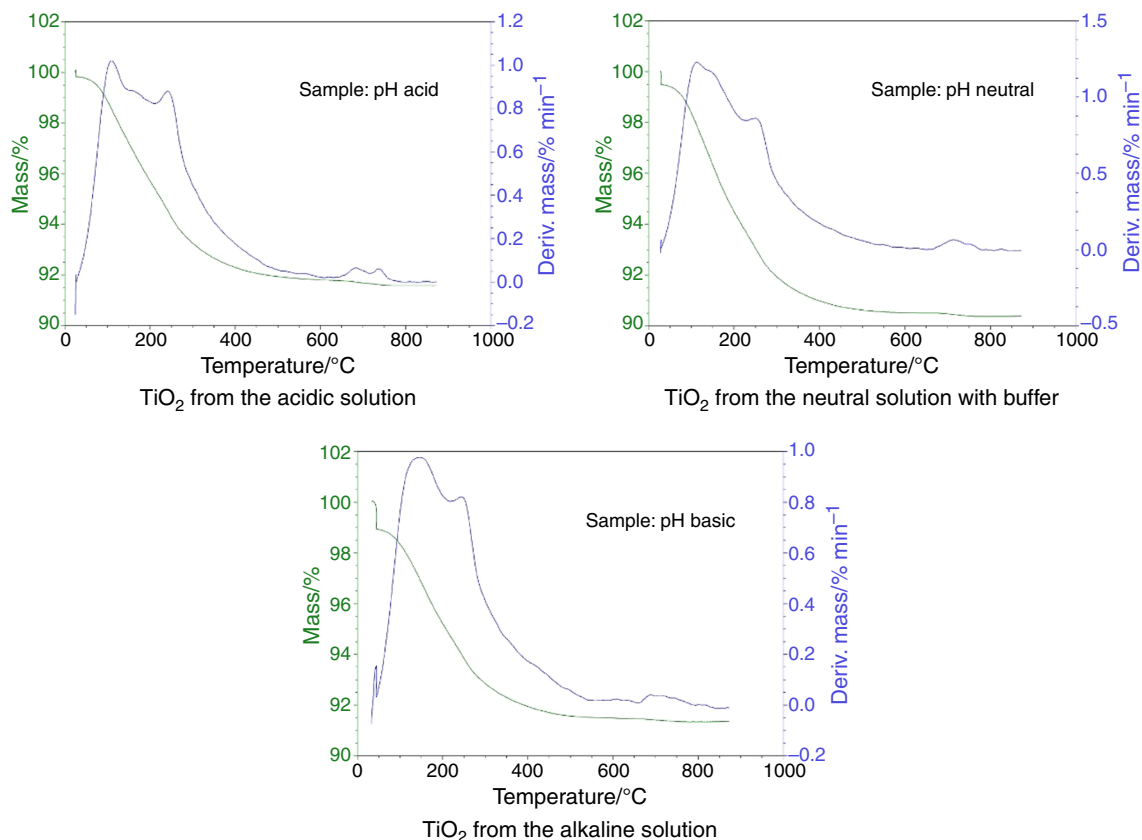 102
100
98
96
94
92
90
Mass/%
Sample: pH acid
1.2
1.0
0.8
0.6
0.4
0.2
0.0
–0.2
Deriv. mass/% min⁻¹
0 200 400 600 800 1000
Temperature/°C
TiO₂ from the acidic solution
102
100
98
96
94
92
90
Mass/%
Sample: pH neutral
1.5
1.2
1.0
0.5
0.0
–0.5
Deriv. mass/% min⁻¹
0 200 400 600 800 1000
Temperature/°C
TiO₂ from the neutral solution with buffer
102
100
98
96
94
92
90
Mass/%
Sample: pH basic
1.0
0.8
0.6
0.4
0.2
0.0
–0.2
Deriv. mass/% min⁻¹
0 200 400 600 800 1000
Temperature/°C
TiO₂ from the alkaline solution